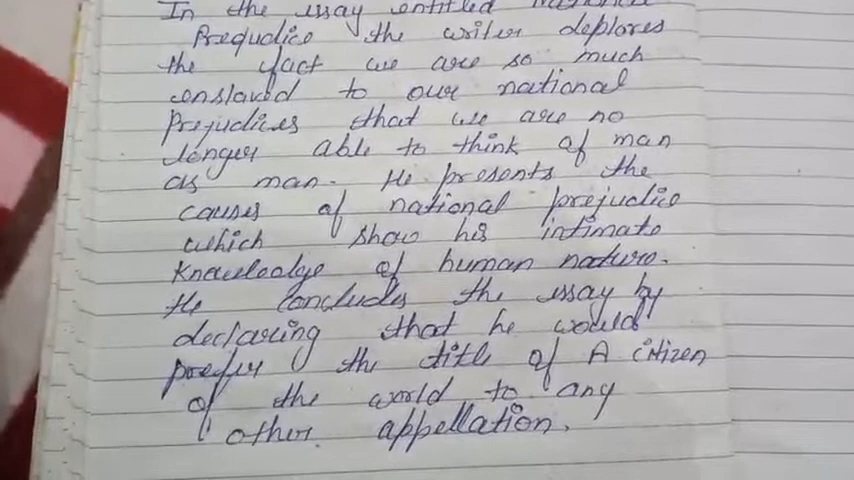 In the essay entitled National
Prequdice the writer deplores
the fact we are so much
enslaved to our national
prejudices that we are no
longer able to think of man
as man. He presents the
causes of national prejudice
which show his intimate
knowledge of human nature.
He concludes the essay by
declaring that he would
prefer the title of A citizen
of the world to any
other appellation.